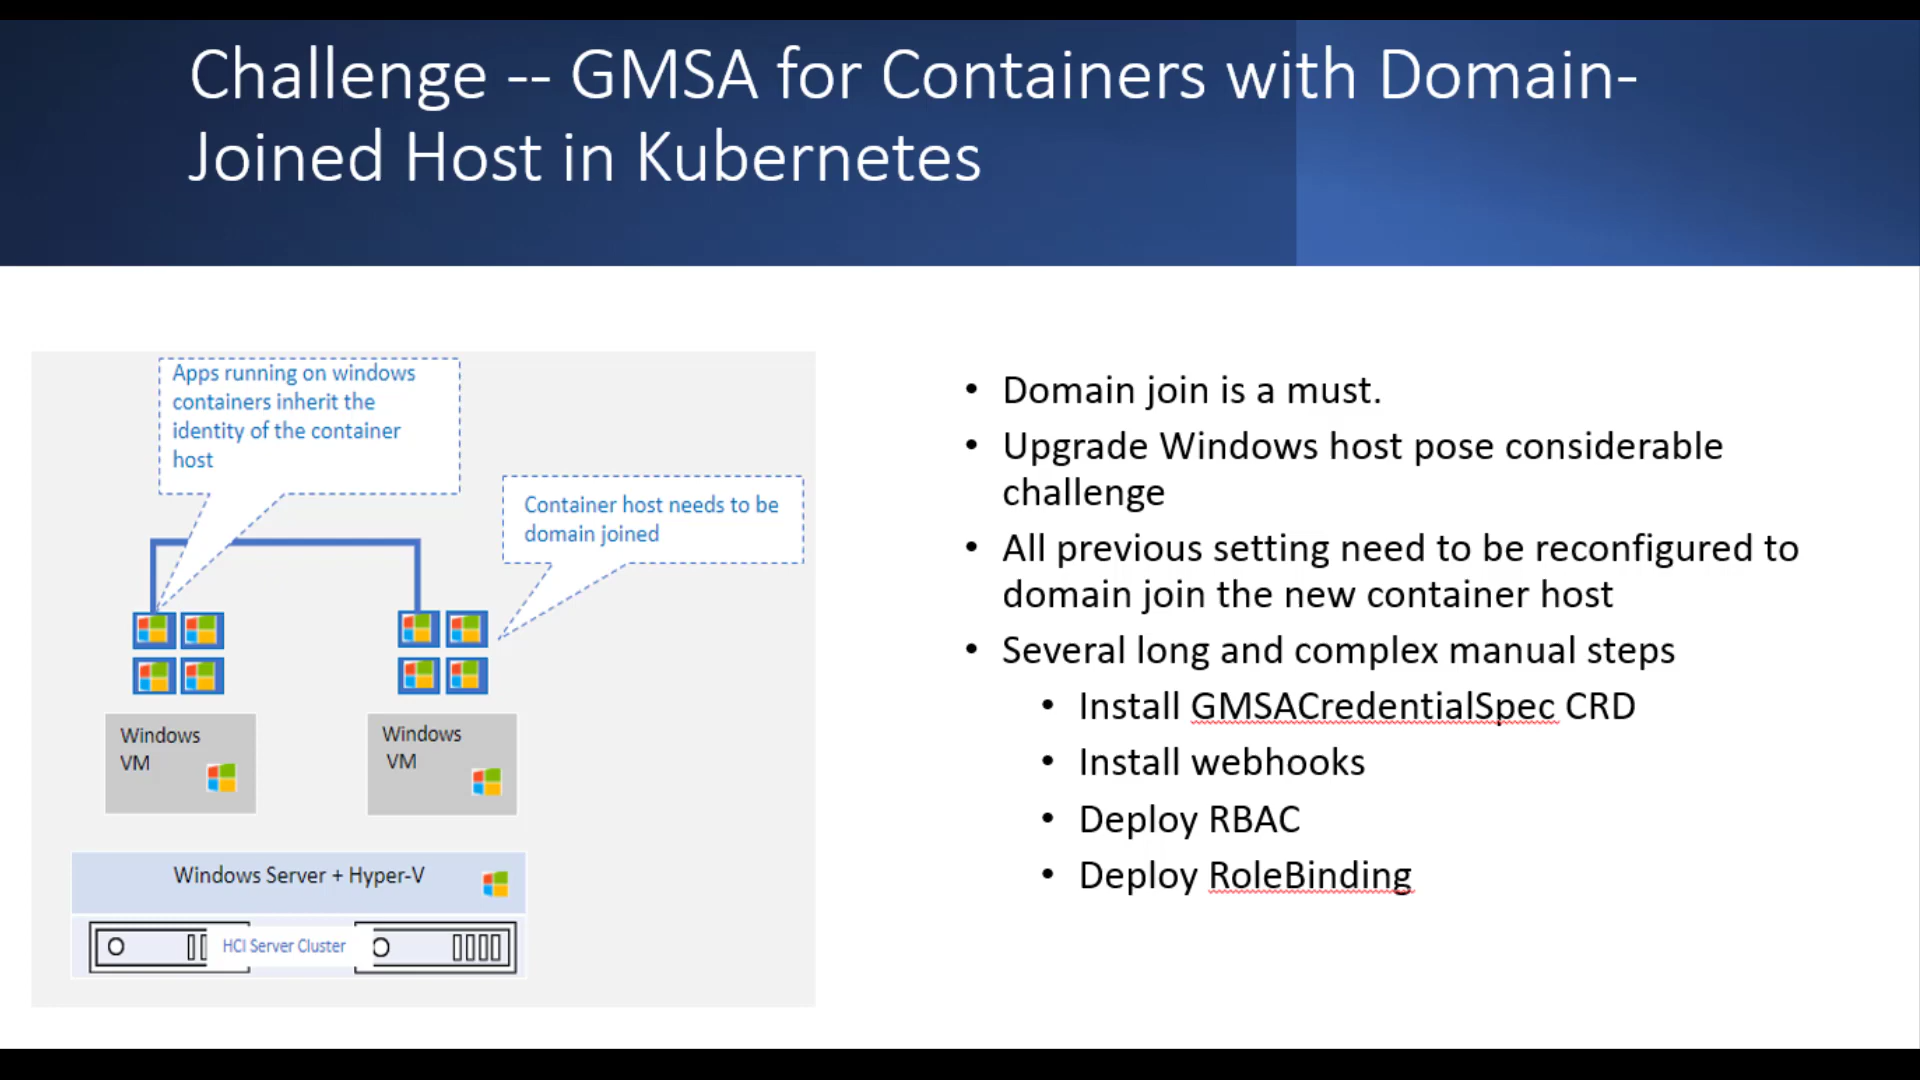 Challenge -- GMSA for Containers with Domain-
Joined Host in Kubernetes
Apps running on windows
containers inherit the
identity of the container
host
Container host needs to be
domain joined
Windows
VM
Windows
VM
Windows Server + Hyper-V
HCI Server Cluster
• Domain join is a must.
• Upgrade Windows host pose considerable
challenge
• All previous setting need to be reconfigured to
domain join the new container host
• Several long and complex manual steps
• Install GMSACredentialSpec CRD
• Install webhooks
• Deploy RBAC
• Deploy RoleBinding